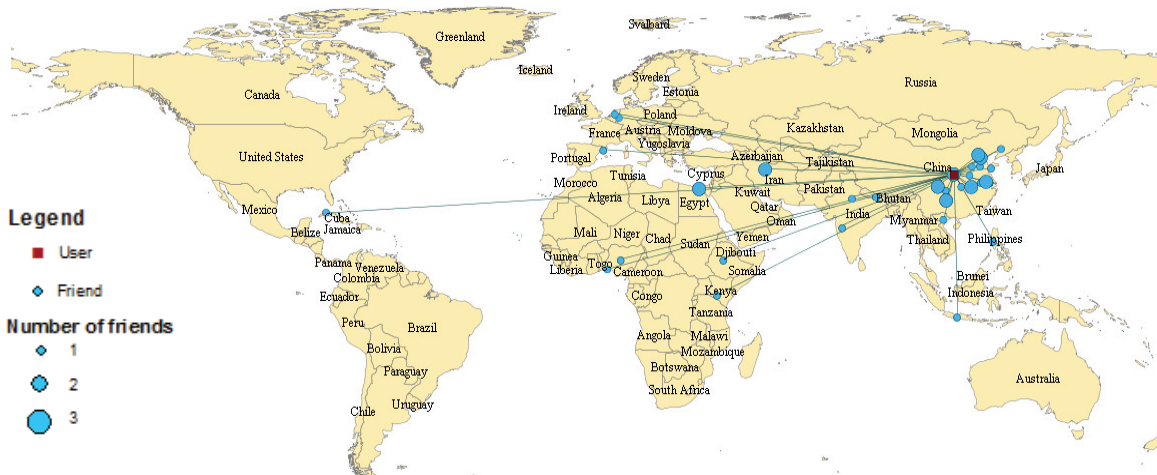 Svalbard
Greenland
Iceland
Sweden
Russia
Estonia
Canada
Ireland
Poland
Kazakhstan
Mongolia
France
Austria
Moldova
Yugoslavia
United States
Portugal
Azerbaijan
Tajikistan
China
Japan
Tunisia
Cyprus
Iran
Morocco
Kuwait
Pakistan
Algeria
Libya
Egypt
Bhutan
Legend
Mexico
Cuba
Qatar
India
Taiwan
Oman
Myanmar
Jamaica
Belize
Mali
Niger
Chad
Sudan
Yemen
Thailand
Philippines
User
Guinea
Togo
Djibouti
Panama
Venezuela
Liberia
Cameroon
Somalia
Colombia
Brunei
Friend
Ecuador
Congo
Kenya
Indonesia
Number of friends
Peru
Brazil
Tanzania
1
Bolivia
Angola
Malawi
Mozambique
2
Paraguay
Botswana
Australia
South Africa
3
Chile
Uruguay